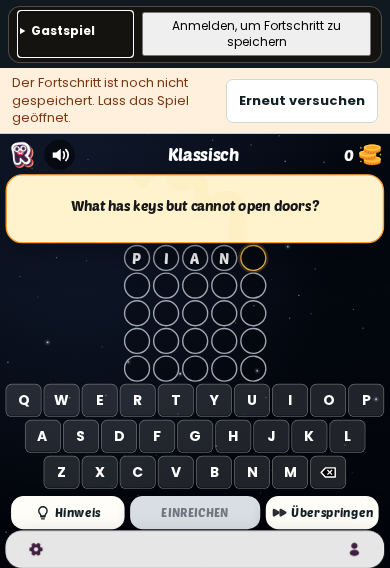 ▸ Gastspiel
Anmelden, um Fortschritt zu
speichern
Der Fortschritt ist noch nicht
gespeichert. Lass das Spiel
geöffnet.
Erneut versuchen
Klassisch
0
What has keys but cannot open doors?
P I A N
Q W E R T Y U I O P
A S D F G H J K L
Z X C V B N M
Hinweis
EINREICHEN
Überspringen